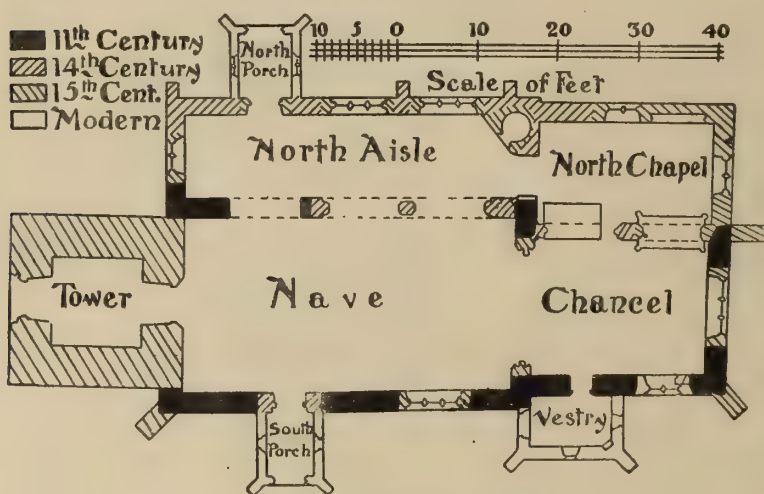 11th Century
14th Century
15th Cent.
Modern
North
Porch
10 5 0 10 20 30 40
Scale of Feet
North Aisle
North Chapel
Tower
Nave
Chancel
South
Porch
Vestry